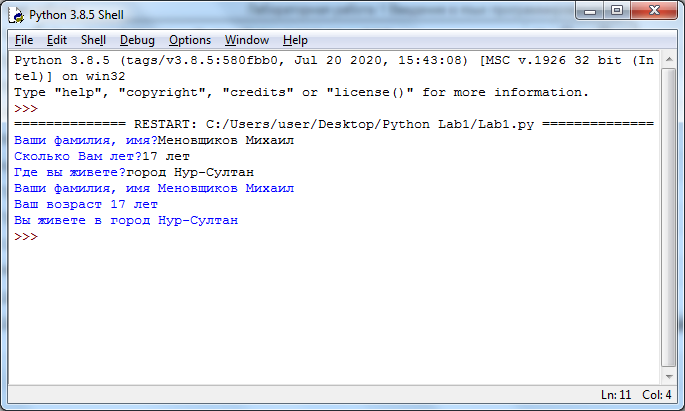 Python 3.8.5 Shell
File Edit Shell Debug Options Window Help
Python 3.8.5 (tags/v3.8.5:580fbb0, Jul 20 2020, 15:43:08) [MSC v.1926 32 bit (In
tel)] on win32
Type "help", "copyright", "credits" or "license()" for more information.
>>>
============== RESTART: C:/Users/user/Desktop/Python Lab1/Lab1.py ==============
Ваши фамилия, имя?Меновщиков Михаил
Сколько Вам лет?17 лет
Где вы живете?город Нур-Султан
Ваши фамилия, имя Меновщиков Михаил
Ваш возраст 17 лет
Вы живете в город Нур-Султан
>>>
Ln: 11 Col: 4